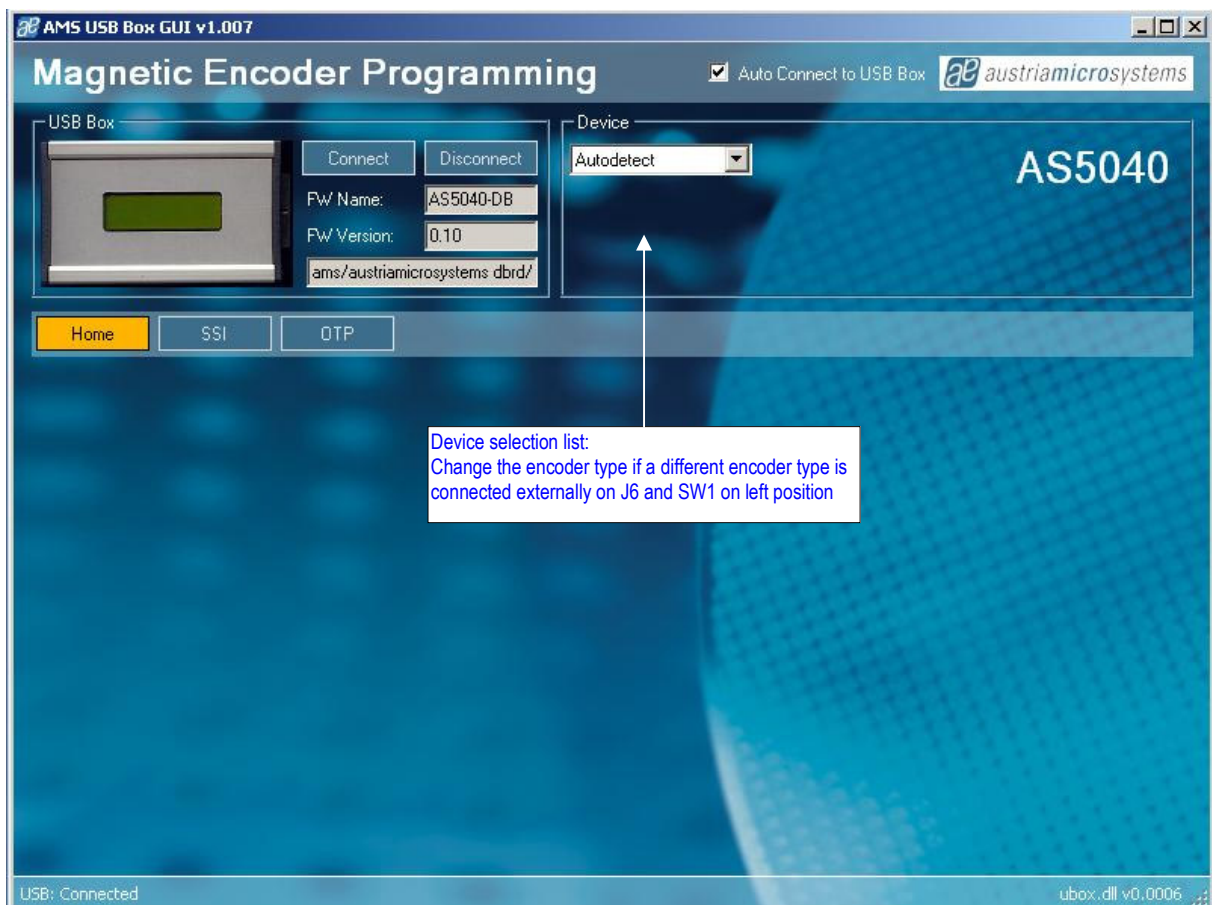 AMS USB Box GUI v1.007
Magnetic Encoder Programming
Auto Connect to USB Box
austriamicrosystems
USB Box
Connect
Disconnect
FW Name:
AS5040-DB
FW Version:
0.10
ams/austriamicrosystems dbrd/
Device
Autodetect
AS5040
Home
SSI
OTP
Device selection list:
Change the encoder type if a different encoder type is
connected externally on J6 and SW1 on left position
USB: Connected
ubox.dll v0.0006